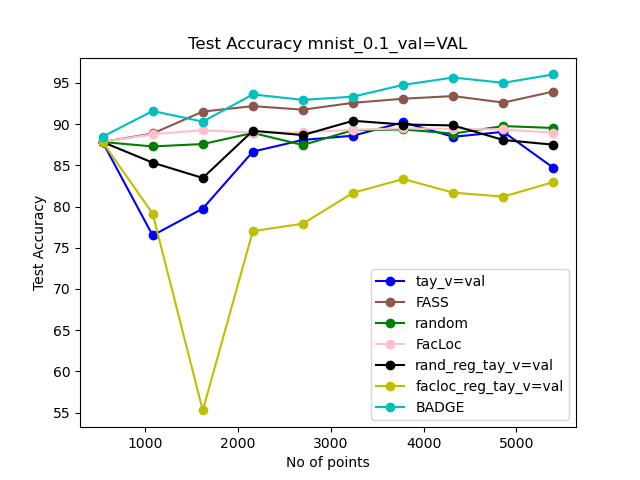 Test Accuracy mnist_0.1_val=VAL
Test Accuracy
95
90
85
80
75
70
65
60
55
tay_v=val
FASS
random
FacLoc
rand_reg_tay_v=val
facloc_reg_tay_v=val
BADGE
1000 2000 3000 4000 5000
No of points